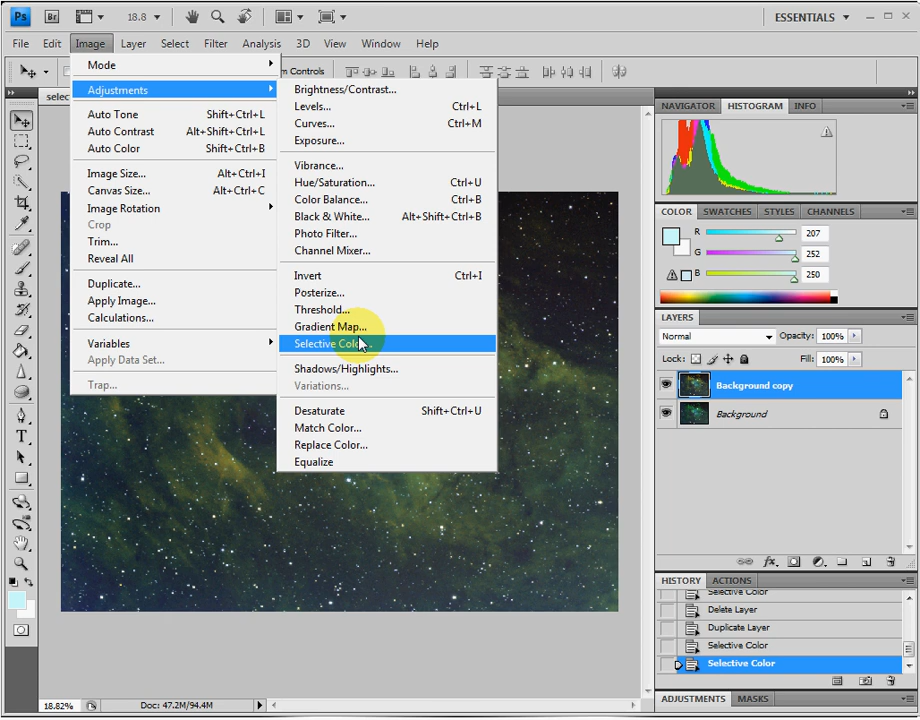 Ps Br 18.8 ESSENTIALS
File Edit Image Layer Select Filter Analysis 3D View Window Help
m Controls
Mode
Adjustments
Auto Tone Shift+Ctrl+L
Auto Contrast Alt+Shift+Ctrl+L
Auto Color Shift+Ctrl+B
Image Size... Alt+Ctrl+I
Canvas Size... Alt+Ctrl+C
Image Rotation
Crop
Trim...
Reveal All
Duplicate...
Apply Image...
Calculations...
Variables
Apply Data Set...
Trap...
Brightness/Contrast...
Levels... Ctrl+L
Curves... Ctrl+M
Exposure...
Vibrance...
Hue/Saturation... Ctrl+U
Color Balance... Ctrl+B
Black & White... Alt+Shift+Ctrl+B
Photo Filter...
Channel Mixer...
Invert Ctrl+I
Posterize...
Threshold...
Gradient Map...
Selective Color...
Shadows/Highlights...
Variations...
Desaturate Shift+Ctrl+U
Match Color...
Replace Color...
Equalize
selec
NAVIGATOR HISTOGRAM INFO
COLOR SWATCHES STYLES CHANNELS
R 207
G 252
B 250
LAYERS
Normal Opacity: 100%
Lock: Fill: 100%
Background copy
Background
fx
HISTORY ACTIONS
Selective Color
Delete Layer
Duplicate Layer
Selective Color
Selective Color
ADJUSTMENTS MASKS
T
18.82% Doc: 47.2M/94.4M